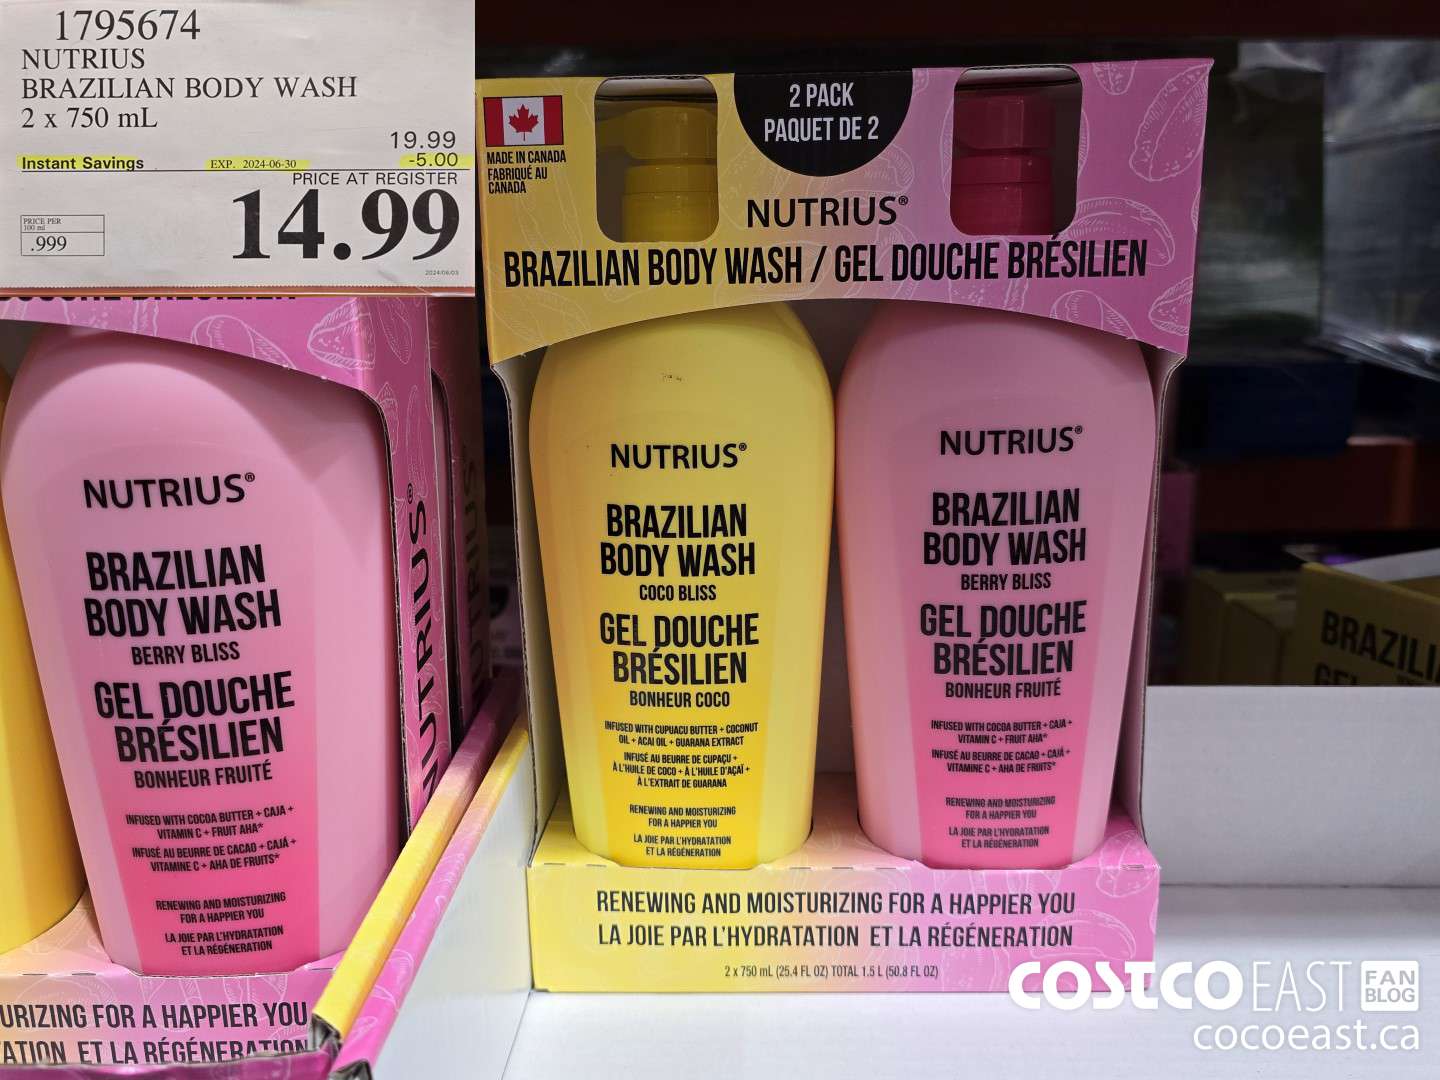 1795674
NUTRIUS
BRAZILIAN BODY WASH
2 x 750 mL
19.99
Instant Savings EXP. 2024-06-30 -5.00
PRICE AT REGISTER
14.99
PRICE PER
100 ml
.999
2024/06/03
NUTRIUS®
BRAZILIAN
BODY WASH
BERRY BLISS
GEL DOUCHE
BRÉSILIEN
BONHEUR FRUITÉ
INFUSED WITH COCOA BUTTER + CAJA +
VITAMIN C + FRUIT AHA*
INFUSÉ AU BEURRE DE CACAO + CAJÁ +
VITAMINE C + AHA DE FRUITS*
RENEWING AND MOISTURIZING
FOR A HAPPIER YOU
LA JOIE PAR L'HYDRATATION
ET LA RÉGÉNERATION
NUTRIUS®
URIZING FOR A HAPPIER YOU
ATION ET LA RÉGÉNERATION
MADE IN CANADA
FABRIQUÉ AU
CANADA
2 PACK
PAQUET DE 2
NUTRIUS®
BRAZILIAN BODY WASH / GEL DOUCHE BRÉSILIEN
NUTRIUS®
BRAZILIAN
BODY WASH
COCO BLISS
GEL DOUCHE
BRÉSILIEN
BONHEUR COCO
INFUSED WITH CUPUACU BUTTER + COCONUT
OIL + ACAI OIL + GUARANA EXTRACT
INFUSÉ AU BEURRE DE CUPAÇU +
À L'HUILE DE COCO + À L'HUILE D'AÇAÏ +
À L'EXTRAIT DE GUARANA
RENEWING AND MOISTURIZING
FOR A HAPPIER YOU
LA JOIE PAR L'HYDRATATION
ET LA RÉGÉNERATION
NUTRIUS®
BRAZILIAN
BODY WASH
BERRY BLISS
GEL DOUCHE
BRÉSILIEN
BONHEUR FRUITÉ
INFUSED WITH COCOA BUTTER + CAJA +
VITAMIN C + FRUIT AHA*
INFUSÉ AU BEURRE DE CACAO + CAJÁ +
VITAMINE C + AHA DE FRUITS*
RENEWING AND MOISTURIZING
FOR A HAPPIER YOU
LA JOIE PAR L'HYDRATATION
ET LA RÉGÉNERATION
RENEWING AND MOISTURIZING FOR A HAPPIER YOU
LA JOIE PAR L'HYDRATATION ET LA RÉGÉNERATION
2 x 750 mL (25.4 FL OZ) TOTAL 1.5 L (50.8 FL OZ)
BRAZILI
GEL
COSTCO EAST FAN BLOG
cocoeast.ca